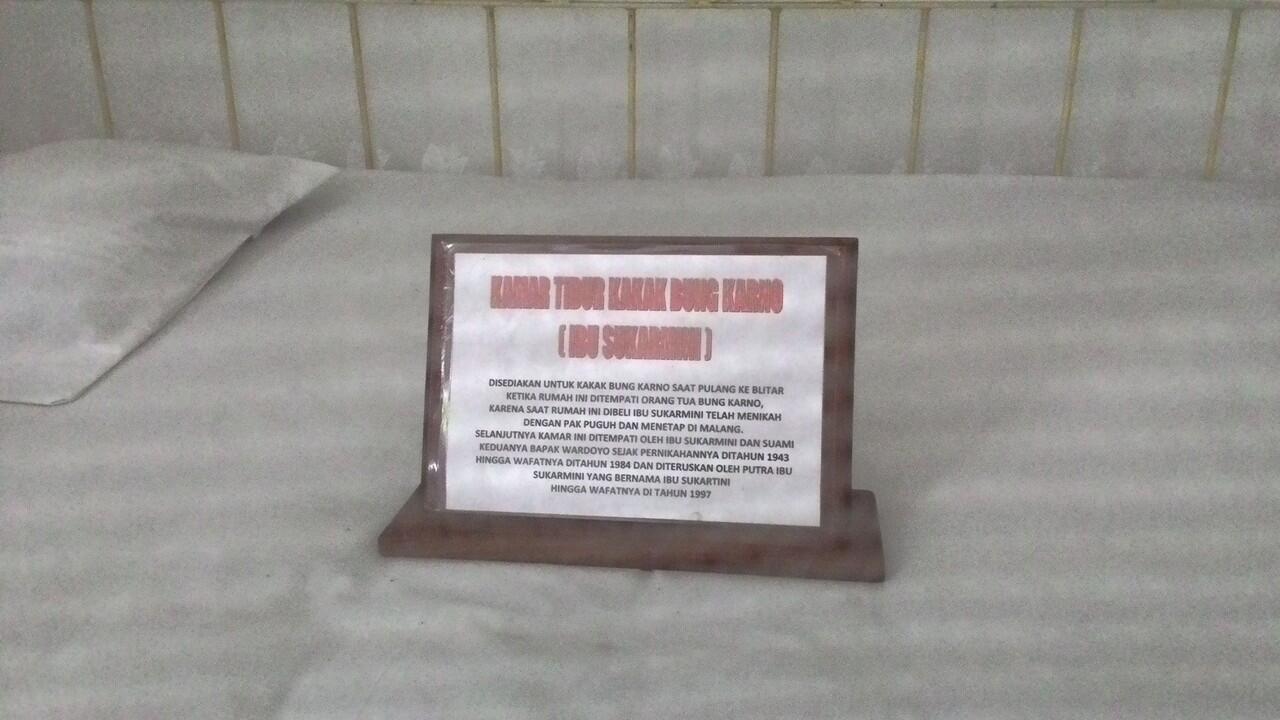 KAMAR TIDUR KAKAK BUNG KARNO
( IBU SUKARMINI )
DISEDIAKAN UNTUK KAKAK BUNG KARNO SAAT PULANG KE BLITAR
KETIKA RUMAH INI DITEMPATI ORANG TUA BUNG KARNO,
KARENA SAAT RUMAH INI DIBELI IBU SUKARMINI TELAH MENIKAH
DENGAN PAK PUGUH DAN MENETAP DI MALANG.
SELANJUTNYA KAMAR INI DITEMPATI OLEH IBU SUKARMINI DAN SUAMI
KEDUANYA BAPAK WARDOYO SEJAK PERNIKAHANNYA DITAHUN 1943
HINGGA WAFATNYA DITAHUN 1984 DAN DITERUSKAN OLEH PUTRA IBU
SUKARMINI YANG BERNAMA IBU SUKARTINI
HINGGA WAFATNYA DI TAHUN 1997